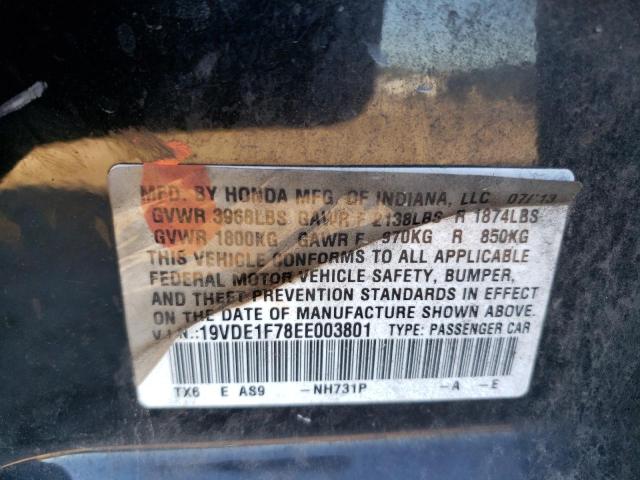 MFD. BY HONDA MFG. OF INDIANA, LLC 07/13
GVWR 3968LBS GAWR F 2138LBS R 1874LBS
GVWR 1800KG GAWR F 970KG R 850KG
THIS VEHICLE CONFORMS TO ALL APPLICABLE
FEDERAL MOTOR VEHICLE SAFETY, BUMPER,
AND THEFT PREVENTION STANDARDS IN EFFECT
ON THE DATE OF MANUFACTURE SHOWN ABOVE.
V.I.N.:19VDE1F78EE003801 TYPE: PASSENGER CAR
TX6 E AS9 -NH731P -A -E